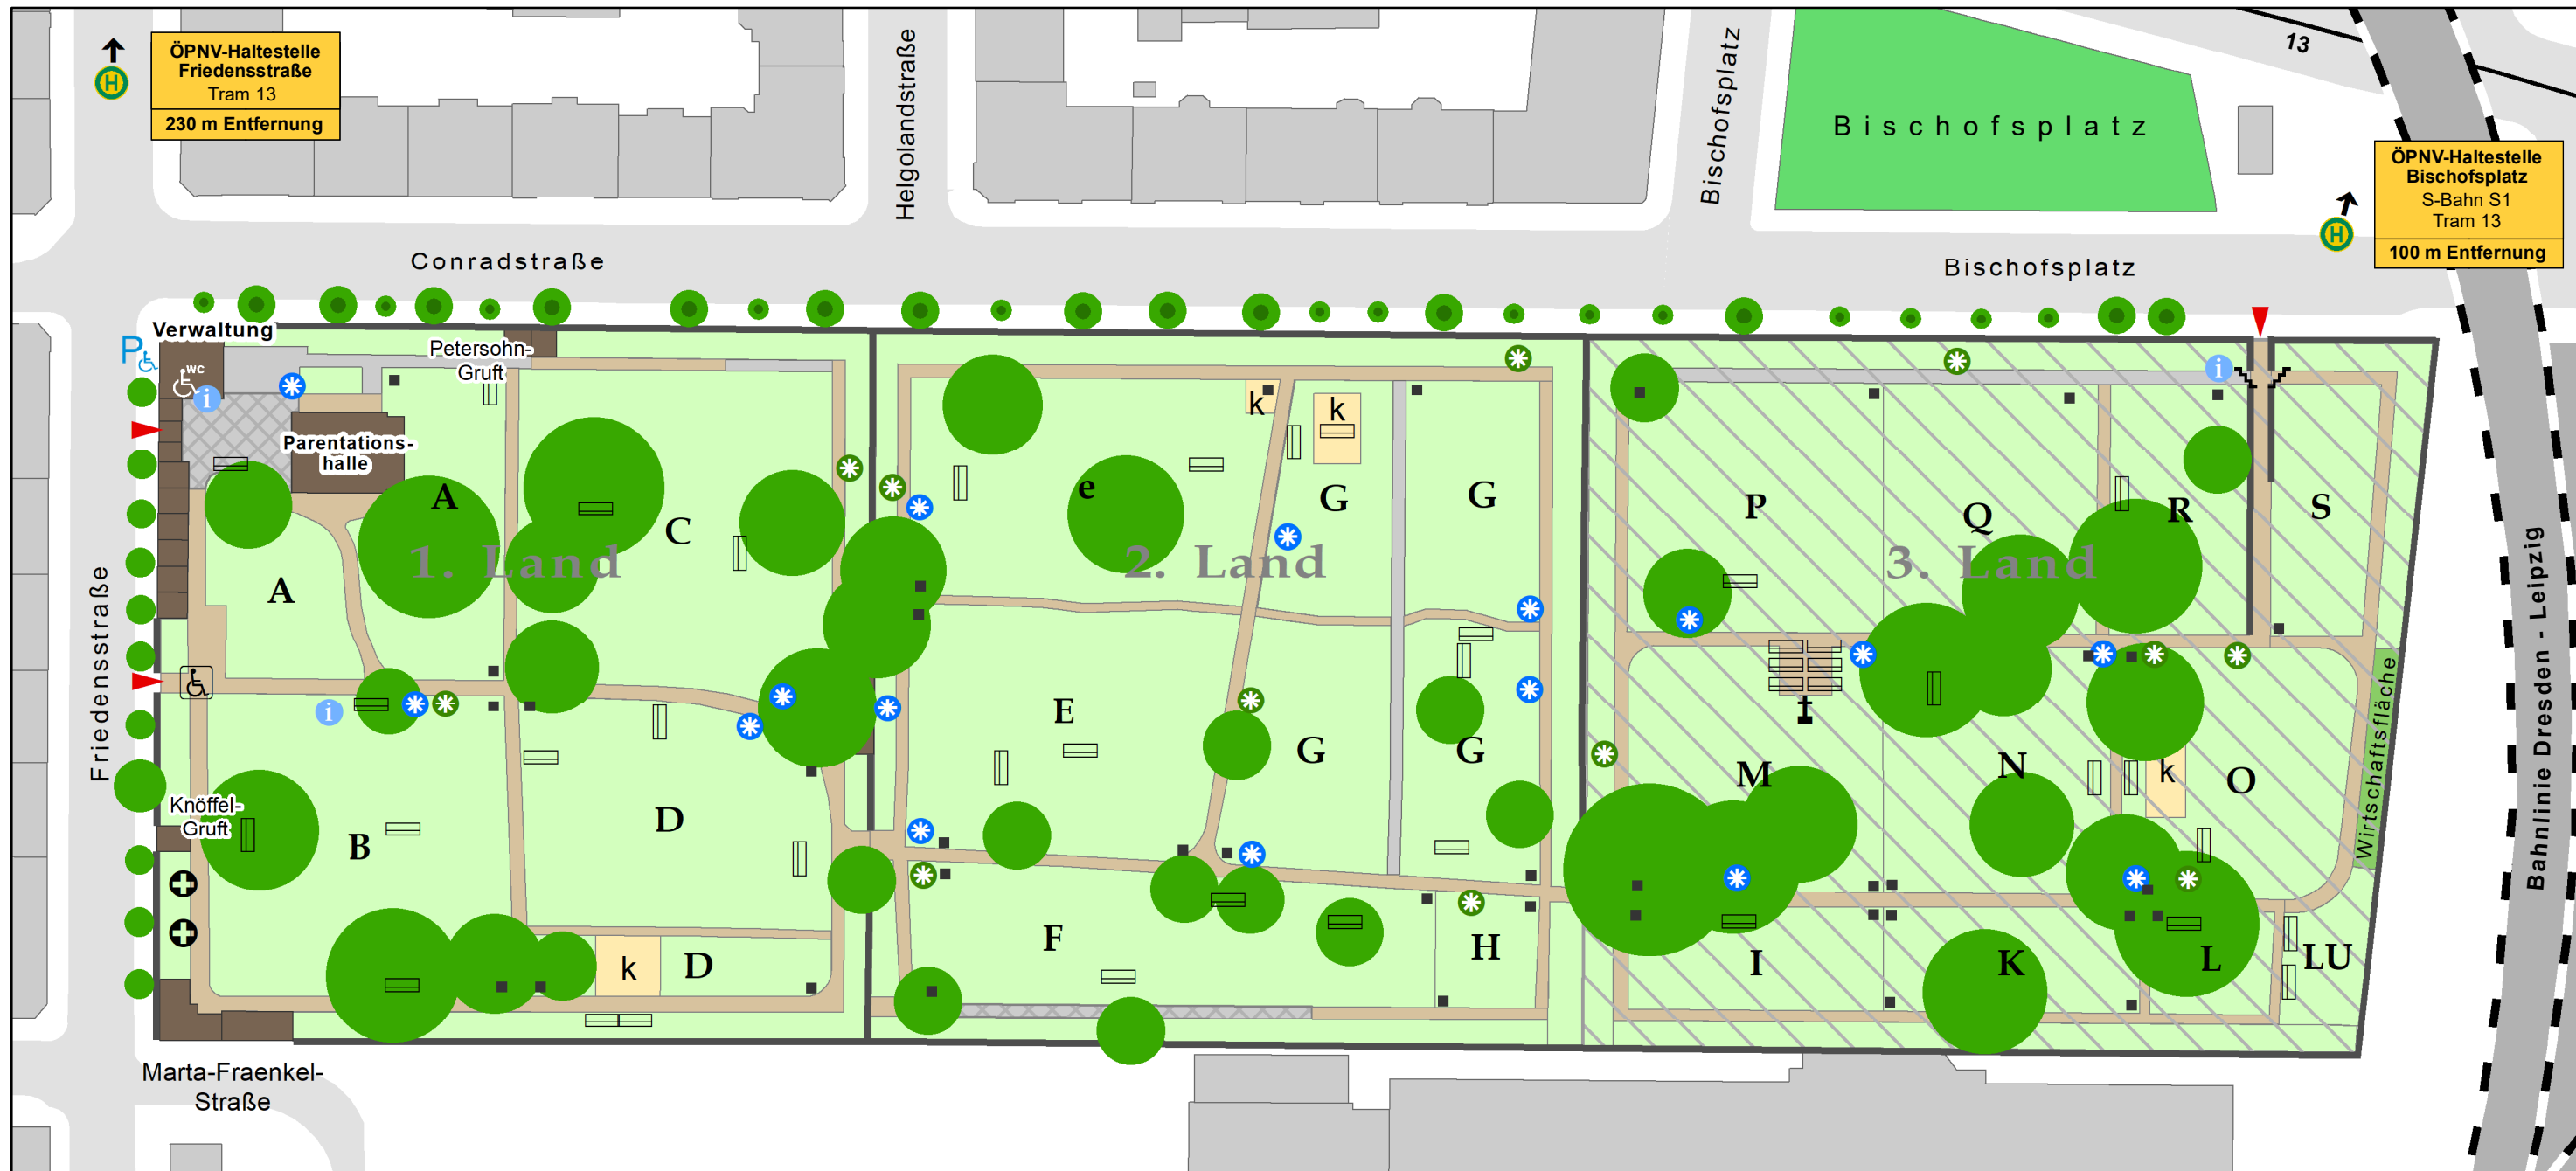 ÖPNV-Haltestelle
Friedensstraße
Tram 13
230 m Entfernung
H
Helgolandstraße
Bischofsplatz
Bischofsplatz
13
ÖPNV-Haltestelle
Bischofsplatz
S-Bahn S1
Tram 13
100 m Entfernung
H
Conradstraße
Bischofsplatz
Verwaltung
P
WC
i
Petersohn-
Gruft
Parentations-
halle
i
k
k
A
C
e
G
G
P
Q
R
S
1. Land
2. Land
3. Land
A
Friedensstraße
i
E
G
G
M
N
k
O
Wirtschaftsfläche
Bahnlinie Dresden - Leipzig
Knöffel-
Gruft
B
D
k
D
F
H
I
K
L
LU
Marta-Fraenkel-
Straße